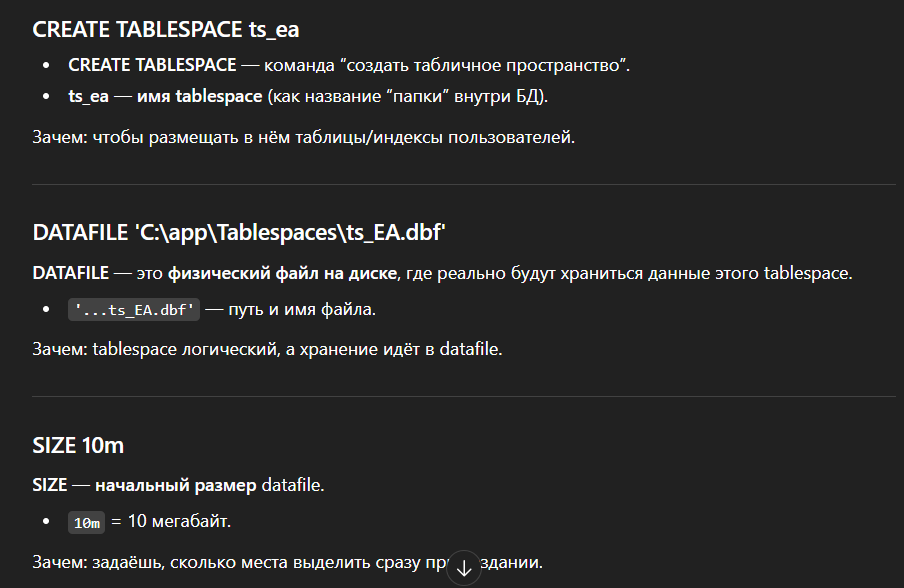 CREATE TABLESPACE ts_ea
• CREATE TABLESPACE — команда “создать табличное пространство”.
• ts_ea — имя tablespace (как название “папки” внутри БД).
Зачем: чтобы размещать в нём таблицы/индексы пользователей.
DATAFILE 'C:\app\Tablespaces\ts_EA.dbf'
DATAFILE — это физический файл на диске, где реально будут храниться данные этого tablespace.
• '...ts_EA.dbf' — путь и имя файла.
Зачем: tablespace логический, а хранение идёт в datafile.
SIZE 10m
SIZE — начальный размер datafile.
• 10m = 10 мегабайт.
Зачем: задаёшь, сколько места выделить сразу